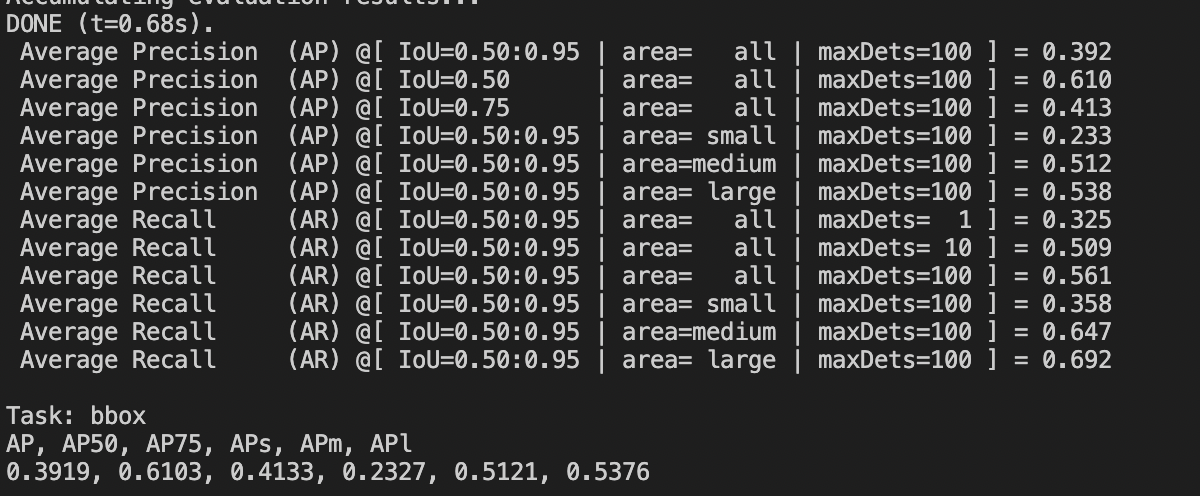 Accumulating evaluation results...
DONE (t=0.68s).
 Average Precision  (AP) @[ IoU=0.50:0.95 | area=   all | maxDets=100 ] = 0.392
 Average Precision  (AP) @[ IoU=0.50      | area=   all | maxDets=100 ] = 0.610
 Average Precision  (AP) @[ IoU=0.75      | area=   all | maxDets=100 ] = 0.413
 Average Precision  (AP) @[ IoU=0.50:0.95 | area= small | maxDets=100 ] = 0.233
 Average Precision  (AP) @[ IoU=0.50:0.95 | area=medium | maxDets=100 ] = 0.512
 Average Precision  (AP) @[ IoU=0.50:0.95 | area= large | maxDets=100 ] = 0.538
 Average Recall     (AR) @[ IoU=0.50:0.95 | area=   all | maxDets=  1 ] = 0.325
 Average Recall     (AR) @[ IoU=0.50:0.95 | area=   all | maxDets= 10 ] = 0.509
 Average Recall     (AR) @[ IoU=0.50:0.95 | area=   all | maxDets=100 ] = 0.561
 Average Recall     (AR) @[ IoU=0.50:0.95 | area= small | maxDets=100 ] = 0.358
 Average Recall     (AR) @[ IoU=0.50:0.95 | area=medium | maxDets=100 ] = 0.647
 Average Recall     (AR) @[ IoU=0.50:0.95 | area= large | maxDets=100 ] = 0.692

Task: bbox
AP, AP50, AP75, APs, APm, APl
0.3919, 0.6103, 0.4133, 0.2327, 0.5121, 0.5376